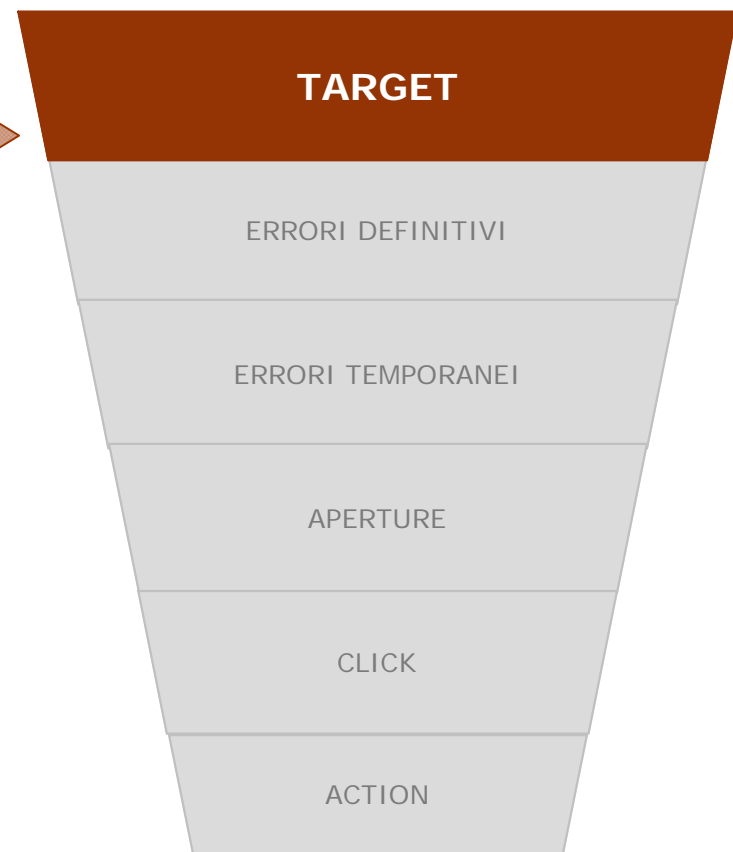 TARGET
ERRORI DEFINITIVI
ERRORI TEMPORANEI
APERTURE
CLICK
ACTION